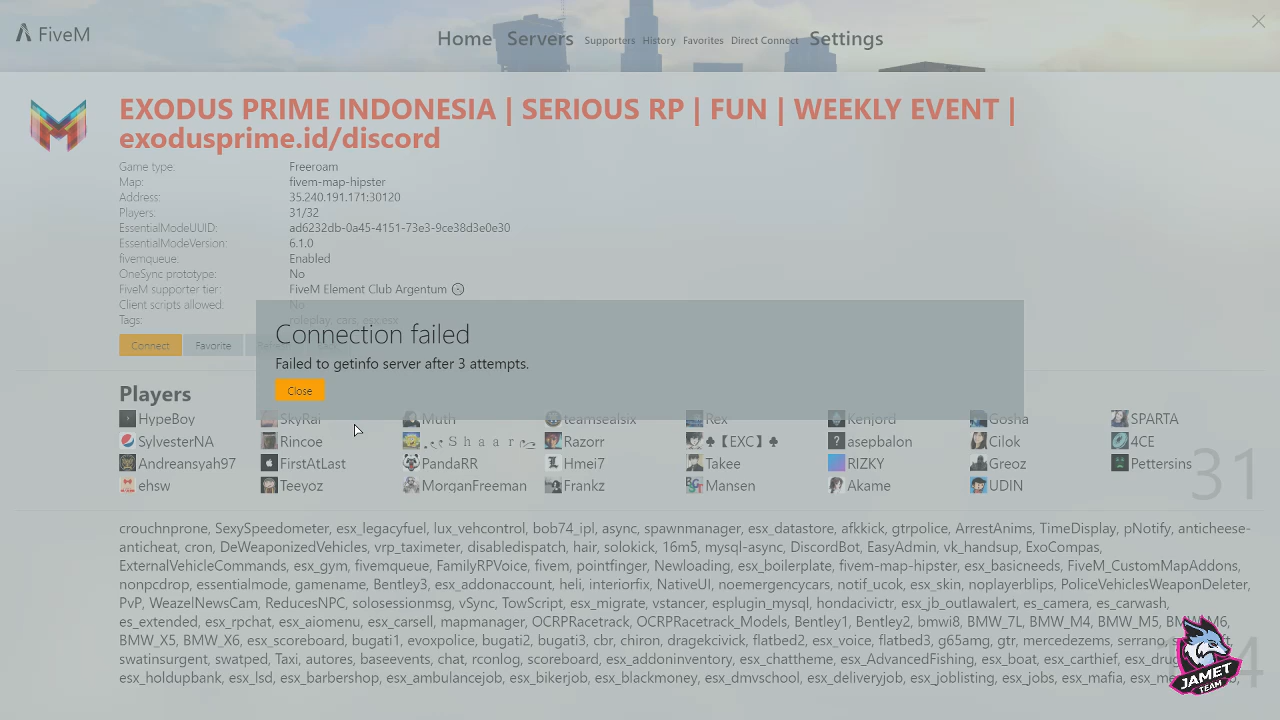 FiveM
Home Servers Supporters History Favorites Direct Connect Settings
EXODUS PRIME INDONESIA | SERIOUS RP | FUN | WEEKLY EVENT |
exodusprime.id/discord
Game type: Freeroam
Map: fivem-map-hipster
Address: 35.240.191.171:30120
Players: 31/32
EssentialModeUUID: ad6232db-0a45-4151-73e3-9ce38d3e0e30
EssentialModeVersion: 6.1.0
fivemqueue: Enabled
OneSync prototype: No
FiveM supporter tier: FiveM Element Club Argentum
Client scripts allowed: No
Tags: roleplay, cars, esx,esx
Connect Favorite
Connection failed
Failed to getinfo server after 3 attempts.
Close
Players
HypeBoy SkyRai Muth teamsealsix Rex Kenjord Gosha SPARTA
SylvesterNA Rincoe S h a a r Razorr ♣【EXC】♣ asepbalon Cilok 4CE
Andreansyah97 FirstAtLast PandaRR Hmei7 Takee RIZKY Greoz Pettersins
ehsw Teeyoz MorganFreeman Frankz Mansen Akame UDIN
31
crouchnprone, SexySpeedometer, esx_legacyfuel, lux_vehcontrol, bob74_ipl, async, spawnmanager, esx_datastore, afkkick, gtrpolice, ArrestAnims, TimeDisplay, pNotify, anticheese-
anticheat, cron, DeWeaponizedVehicles, vrp_taximeter, disabledispatch, hair, solokick, 16m5, mysql-async, DiscordBot, EasyAdmin, vk_handsup, ExoCompas,
ExternalVehicleCommands, esx_gym, fivemqueue, FamilyRPVoice, fivem, pointfinger, Newloading, esx_boilerplate, fivem-map-hipster, esx_basicneeds, FiveM_CustomMapAddons,
nonpcdrop, essentialmode, gamename, Bentley3, esx_addonaccount, heli, interiorfix, NativeUI, noemergencycars, notif_ucok, esx_skin, noplayerblips, PoliceVehiclesWeaponDeleter,
PvP, WeazelNewsCam, ReducesNPC, solosessionmsg, vSync, TowScript, esx_migrate, vstancer, esplugin_mysql, hondacivictr, esx_jb_outlawalert, es_camera, es_carwash,
es_extended, esx_rpchat, esx_aiomenu, esx_carsell, mapmanager, OCRPRacetrack, OCRPRacetrack_Models, Bentley1, Bentley2, bmwi8, BMW_7L, BMW_M4, BMW_M5, BMW_M6,
BMW_X5, BMW_X6, esx_scoreboard, bugati1, evoxpolice, bugati2, bugati3, cbr, chiron, dragekcivick, flatbed2, esx_voice, flatbed3, g65amg, gtr, mercedezems, serrano,
swatinsurgent, swatped, Taxi, autores, baseevents, chat, rconlog, scoreboard, esx_addoninventory, esx_chattheme, esx_AdvancedFishing, esx_boat, esx_carthief,
esx_holdupbank, esx_lsd, esx_barbershop, esx_ambulancejob, esx_bikerjob, esx_blackmoney, esx_dmvschool, esx_deliveryjob, esx_joblisting, esx_jobs, esx_mafia,
JAMET
TEAM